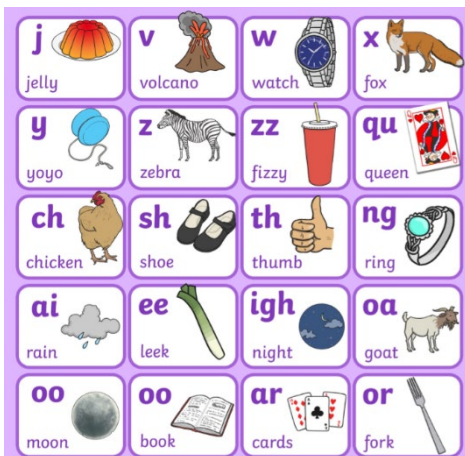 j
jelly
v
volcano
w
watch
x
fox
y
yoyo
z
zebra
zz
fizzy
qu
queen
ch
chicken
sh
shoe
th
thumb
ng
ring
ai
rain
ee
leek
igh
night
oa
goat
oo
moon
oo
book
ar
cards
or
fork